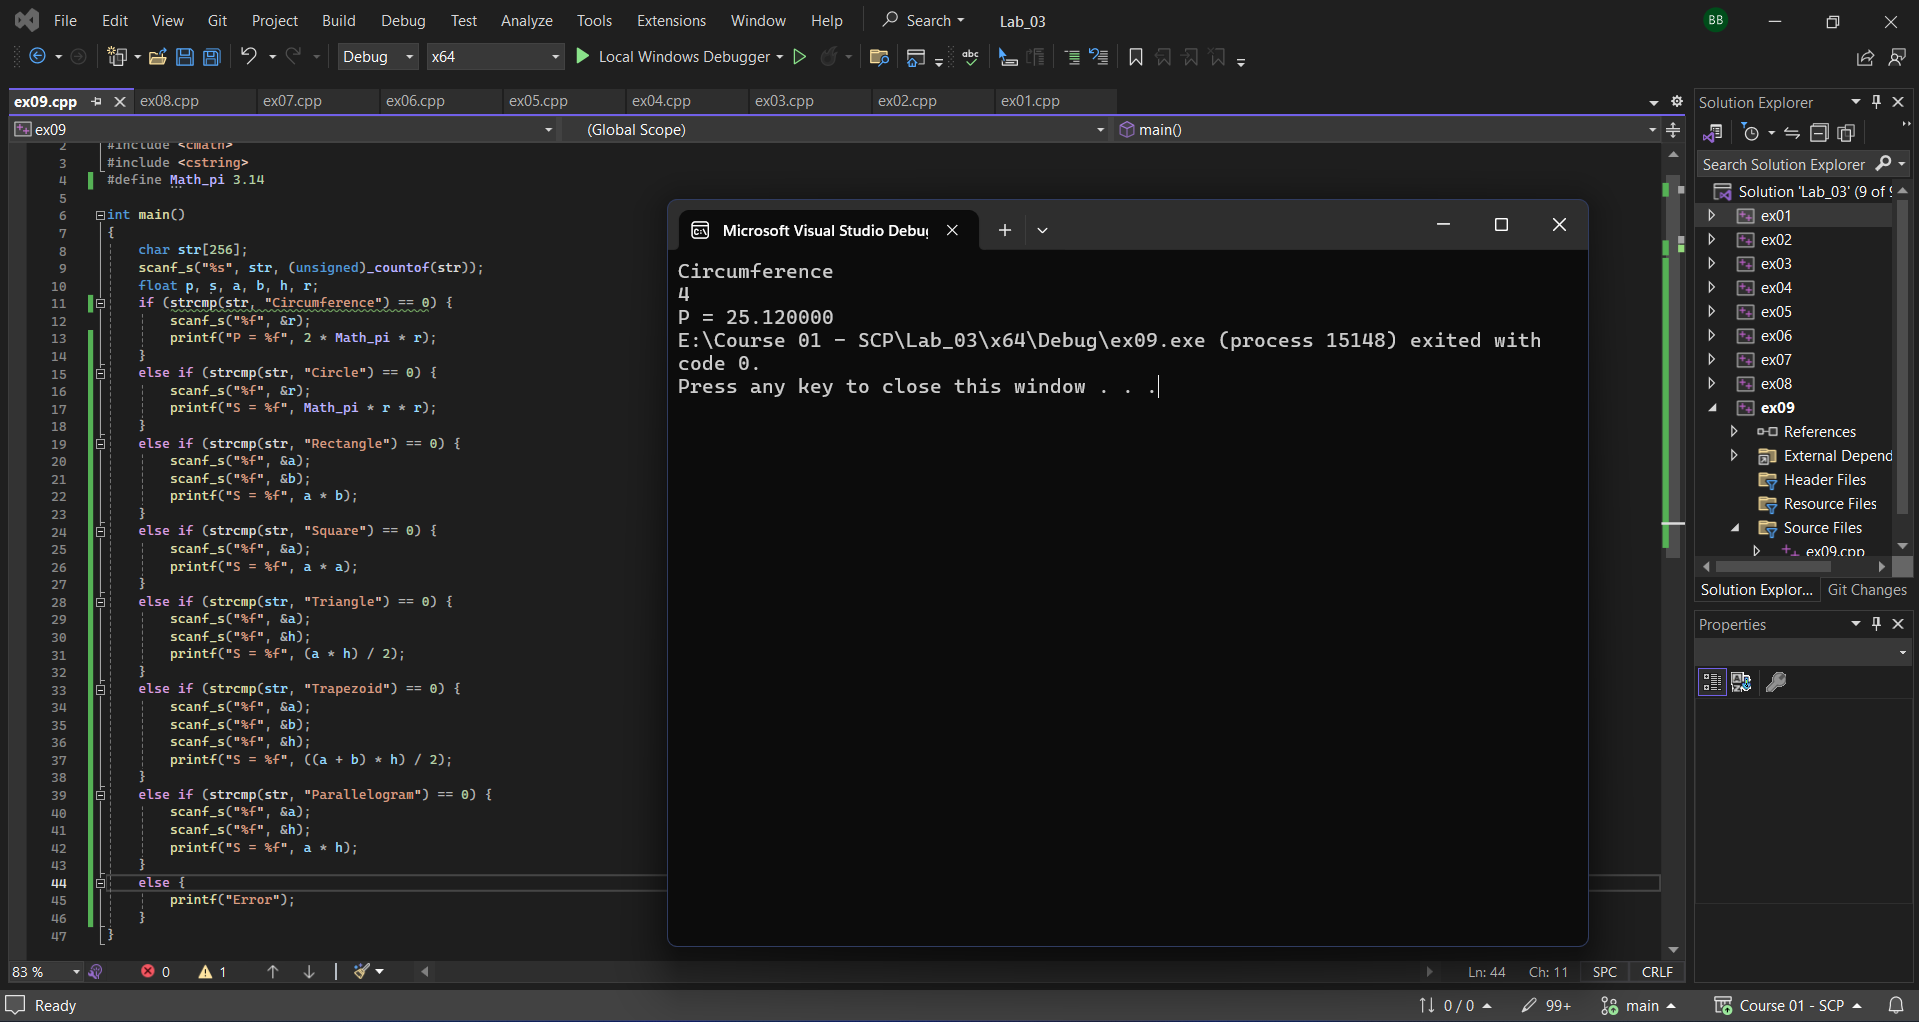 File Edit View Git Project Build Debug Test Analyze Tools Extensions Window Help Search Lab_03 BB
Debug x64 Local Windows Debugger abc
ex09.cpp ex08.cpp ex07.cpp ex06.cpp ex05.cpp ex04.cpp ex03.cpp ex02.cpp ex01.cpp
ex09 (Global Scope) main()
2 #include <cmath>
3 #include <cstring>
4 #define Math_pi 3.14
5
6 int main()
7 {
8 char str[256];
9 scanf_s("%s", str, (unsigned)_countof(str));
10 float p, s, a, b, h, r;
11 if (strcmp(str, "Circumference") == 0) {
12 scanf_s("%f", &r);
13 printf("P = %f", 2 * Math_pi * r);
14 }
15 else if (strcmp(str, "Circle") == 0) {
16 scanf_s("%f", &r);
17 printf("S = %f", Math_pi * r * r);
18 }
19 else if (strcmp(str, "Rectangle") == 0) {
20 scanf_s("%f", &a);
21 scanf_s("%f", &b);
22 printf("S = %f", a * b);
23 }
24 else if (strcmp(str, "Square") == 0) {
25 scanf_s("%f", &a);
26 printf("S = %f", a * a);
27 }
28 else if (strcmp(str, "Triangle") == 0) {
29 scanf_s("%f", &a);
30 scanf_s("%f", &h);
31 printf("S = %f", (a * h) / 2);
32 }
33 else if (strcmp(str, "Trapezoid") == 0) {
34 scanf_s("%f", &a);
35 scanf_s("%f", &b);
36 scanf_s("%f", &h);
37 printf("S = %f", ((a + b) * h) / 2);
38 }
39 else if (strcmp(str, "Parallelogram") == 0) {
40 scanf_s("%f", &a);
41 scanf_s("%f", &h);
42 printf("S = %f", a * h);
43 }
44 else {
45 printf("Error");
46 }
47 }
Microsoft Visual Studio Debu
Circumference
4
P = 25.120000
E:\Course 01 - SCP\Lab_03\x64\Debug\ex09.exe (process 15148) exited with
code 0.
Press any key to close this window . . .
Solution Explorer
Search Solution Explorer
Solution 'Lab_03' (9 of 9
ex01
ex02
ex03
ex04
ex05
ex06
ex07
ex08
ex09
References
External Depend
Header Files
Resource Files
Source Files
ex09.cpp
Solution Explor... Git Changes
Properties
83 % 0 1 Ln: 44 Ch: 11 SPC CRLF
Ready 0 / 0 99+ main Course 01 - SCP